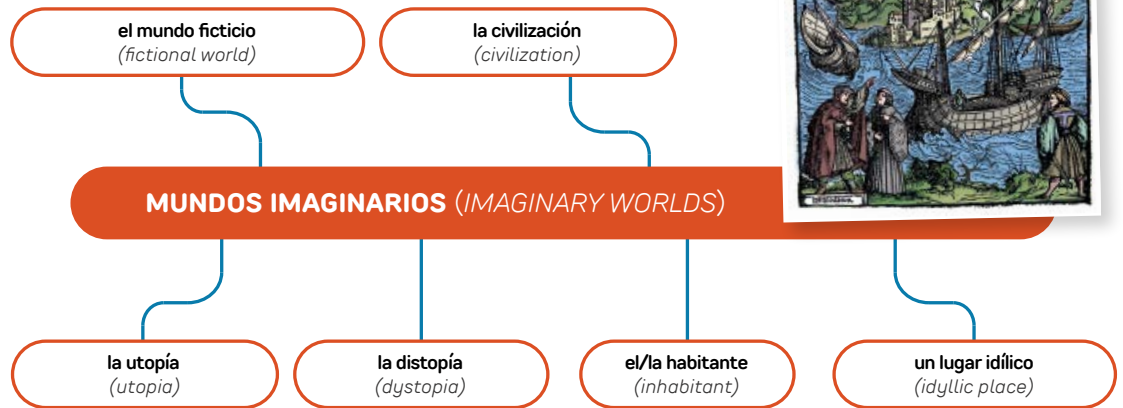 el mundo ficticio
(fictional world)
la civilización
(civilization)
MUNDOS IMAGINARIOS (IMAGINARY WORLDS)
la utopía
(utopia)
la distopía
(dystopia)
el/la habitante
(inhabitant)
un lugar idílico
(idyllic place)